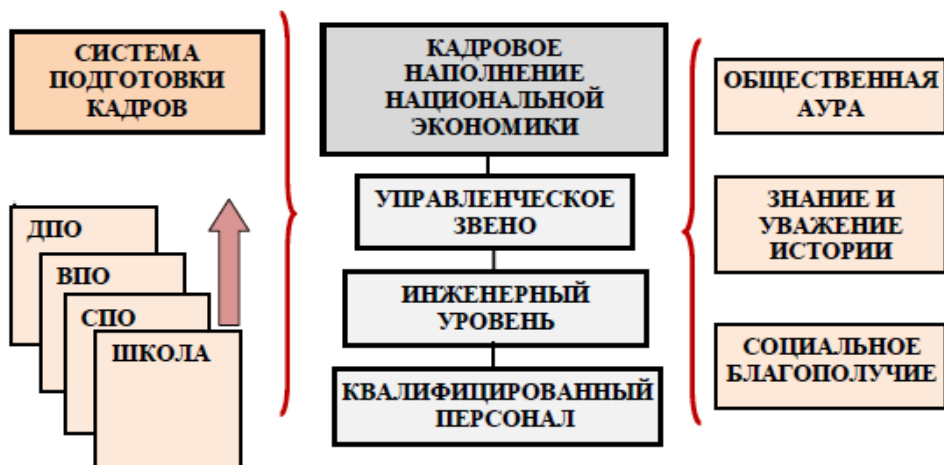 СИСТЕМА
ПОДГОТОВКИ
КАДРОВ
ДПО
ВПО
СПО
ШКОЛА
КАДРОВОЕ
НАПОЛНЕНИЕ
НАЦИОНАЛЬНОЙ
ЭКОНОМИКИ
УПРАВЛЕНЧЕСКОЕ
ЗВЕНО
ИНЖЕНЕРНЫЙ
УРОВЕНЬ
КВАЛИФИЦИРОВАННЫЙ
ПЕРСОНАЛ
ОБЩЕСТВЕННАЯ
АУРА
ЗНАНИЕ И
УВАЖЕНИЕ
ИСТОРИИ
СОЦИАЛЬНОЕ
БЛАГОПОЛУЧИЕ